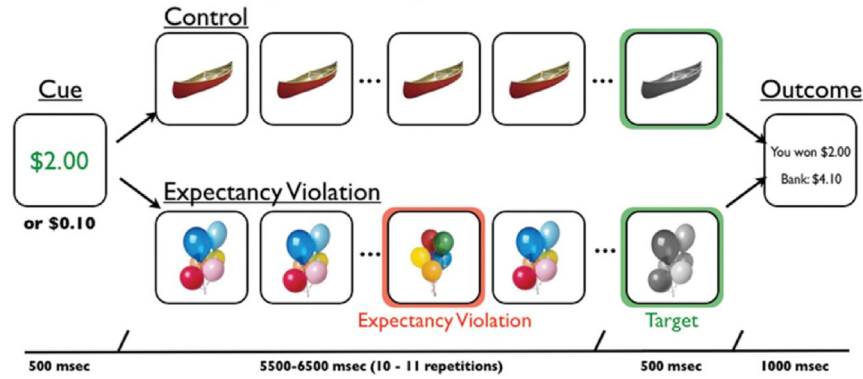 Control
Cue
$2.00
or $0.10
...
...
Outcome
You won $2.00
Bank: $4.10
Expectancy Violation
...
...
Expectancy Violation
Target
500 msec
5500-6500 msec (10 - 11 repetitions)
500 msec
1000 msec